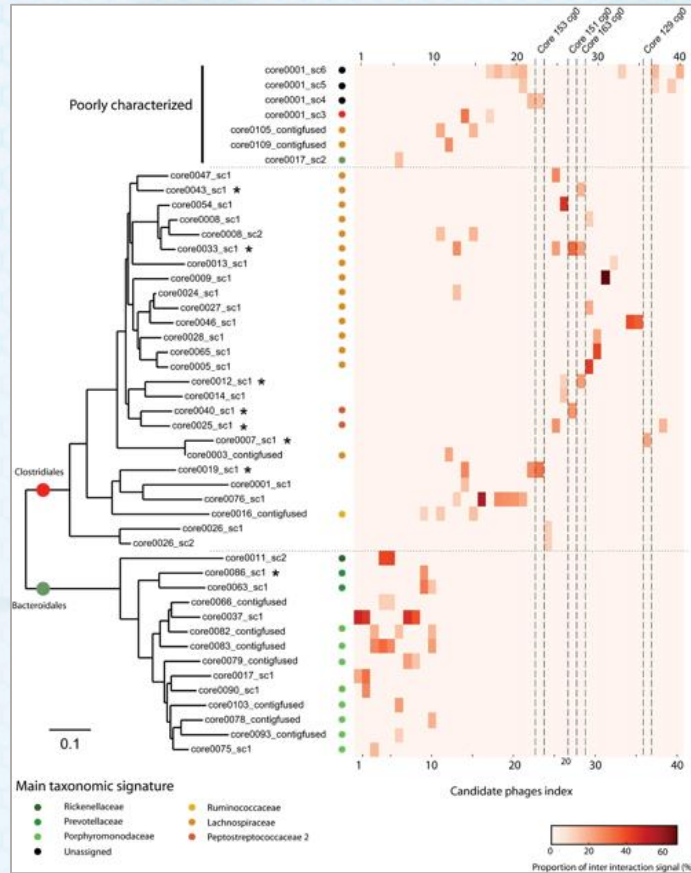 Core 153 cg0
Core 151 cg0
Core 163 cg0
Core 129 cg0
1 10 20 30 40
Poorly characterized
core0001_sc6
core0001_sc5
core0001_sc4
core0001_sc3
core0105_contigfused
core0109_contigfused
core0017_sc2
core0047_sc1
core0043_sc1 ★
core0054_sc1
core0008_sc1
core0008_sc2
core0033_sc1 ★
core0013_sc1
core0009_sc1
core0024_sc1
core0027_sc1
core0046_sc1
core0028_sc1
core0065_sc1
core0005_sc1
core0012_sc1 ★
core0014_sc1
core0040_sc1 ★
core0025_sc1 ★
core0007_sc1 ★
core0003_contigfused
core0019_sc1 ★
Clostridiales
core0001_sc1
core0076_sc1
core0016_contigfused
core0026_sc1
core0026_sc2
core0011_sc2
core0086_sc1 ★
core0063_sc1
Bacteroidales
core0066_contigfused
core0037_sc1
core0082_contigfused
core0083_contigfused
core0079_contigfused
core0017_sc1
core0090_sc1
core0103_contigfused
core0078_contigfused
core0093_contigfused
core0075_sc1
0.1
1 10 20 30 40
Candidate phages index
Main taxonomic signature
Rickenellaceae
Prevotellaceae
Porphyromonodaceae
Unassigned
Ruminococcaceae
Lachnospiraceae
Peptostreptococcaceae 2
0 20 40 60
Proportion of inter interaction signal (%)